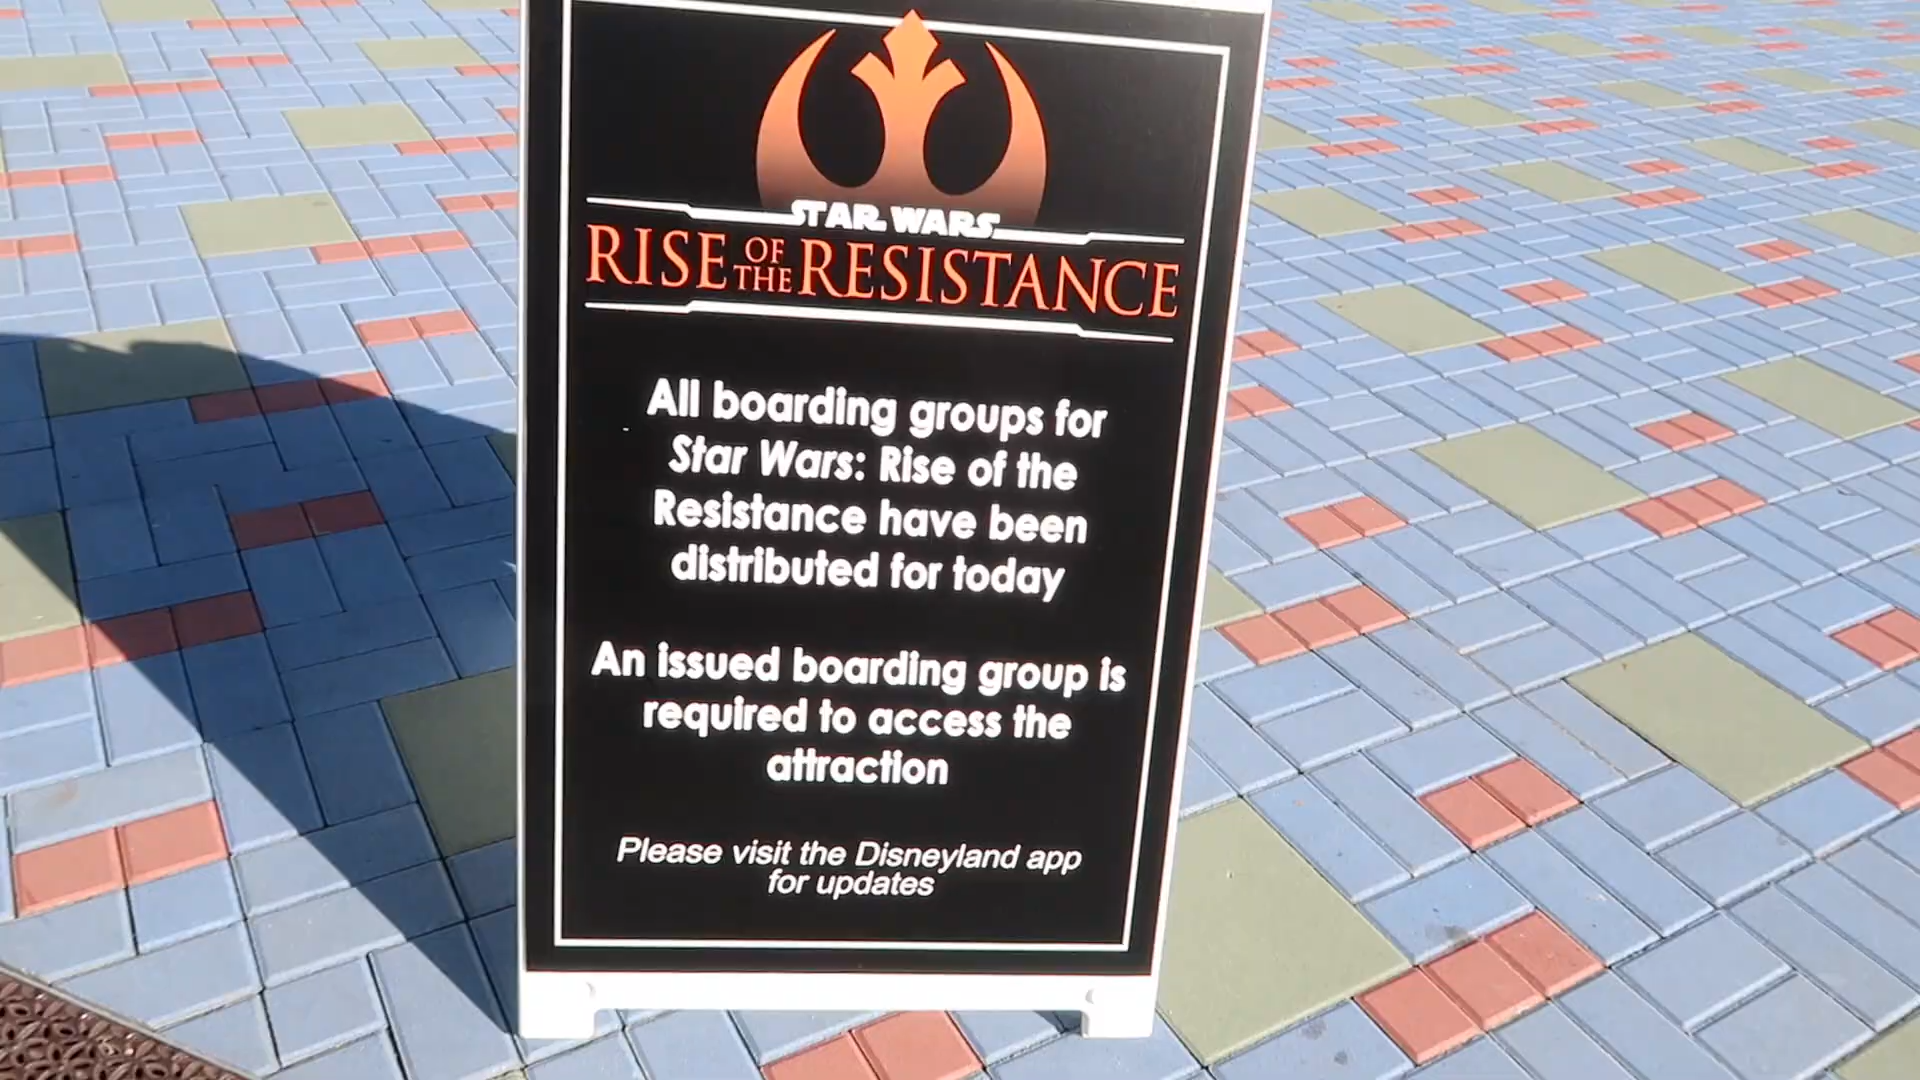 STAR WARS
RISE OF THE RESISTANCE
All boarding groups for
Star Wars: Rise of the
Resistance have been
distributed for today
An issued boarding group is
required to access the
attraction
Please visit the Disneyland app
for updates